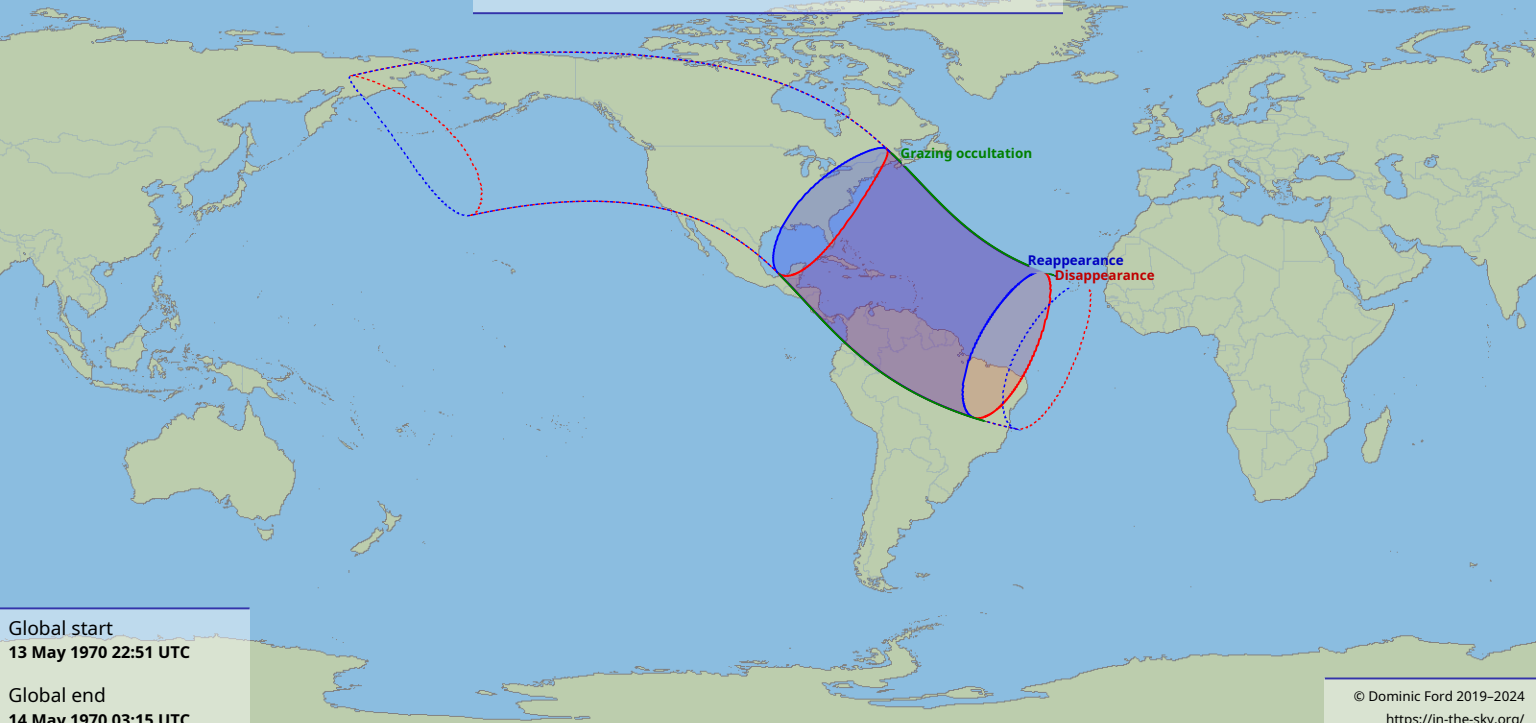 Grazing occultation
Reappearance
Disappearance
Global start
13 May 1970 22:51 UTC
Global end
14 May 1970 03:15 UTC
© Dominic Ford 2019–2024
https://in-the-sky.org/